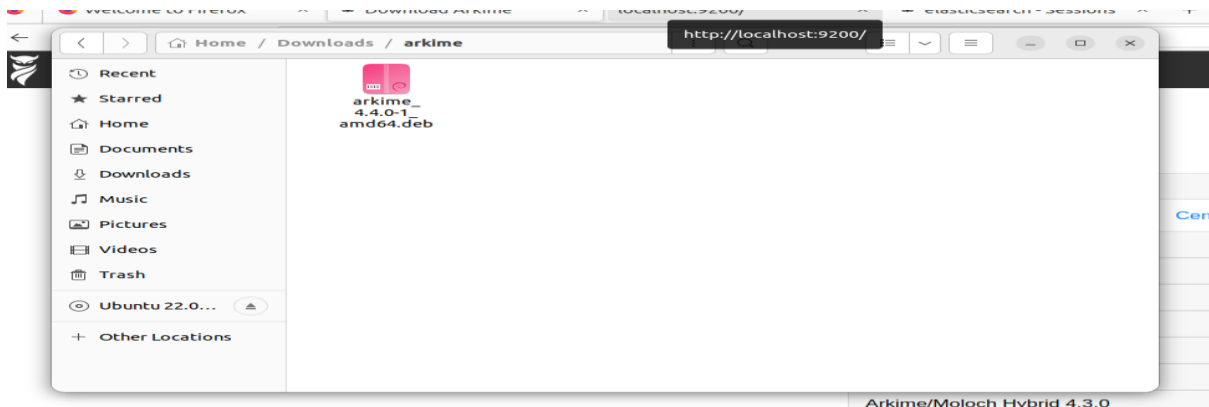 Welcome to Firefox
Download Arkime
localhost:9200/
elasticsearch - Sessions
http://localhost:9200/
Home / Downloads / arkime
Recent
Starred
Home
Documents
Downloads
Music
Pictures
Videos
Trash
Ubuntu 22.0...
Other Locations
arkime_
4.4.0-1_
amd64.deb
Cen
Arkime/Moloch Hybrid 4.3.0